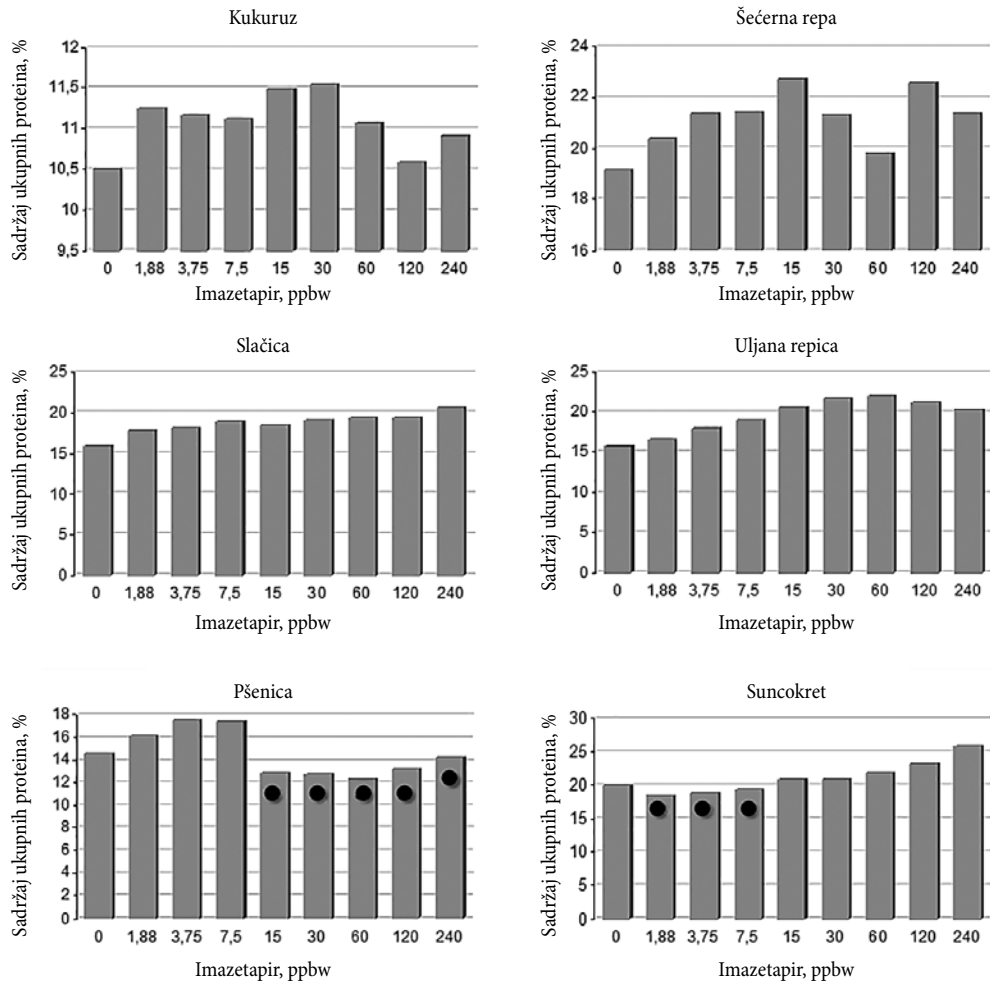 Kukuruz
Sadržaj ukupnih proteina, %
12
11,5
11
10,5
10
9,5
0 1,88 3,75 7,5 15 30 60 120 240
Imazetapir, ppbw
Šećerna repa
Sadržaj ukupnih proteina, %
24
22
20
18
16
0 1,88 3,75 7,5 15 30 60 120 240
Imazetapir, ppbw
Slačica
Sadržaj ukupnih proteina, %
25
20
15
10
5
0
0 1,88 3,75 7,5 15 30 60 120 240
Imazetapir, ppbw
Uljana repica
Sadržaj ukupnih proteina, %
25
20
15
10
5
0
0 1,88 3,75 7,5 15 30 60 120 240
Imazetapir, ppbw
Pšenica
Sadržaj ukupnih proteina, %
18
16
14
12
10
8
6
4
2
0
0 1,88 3,75 7,5 15 30 60 120 240
Imazetapir, ppbw
Suncokret
Sadržaj ukupnih proteina, %
30
25
20
15
10
5
0
0 1,88 3,75 7,5 15 30 60 120 240
Imazetapir, ppbw